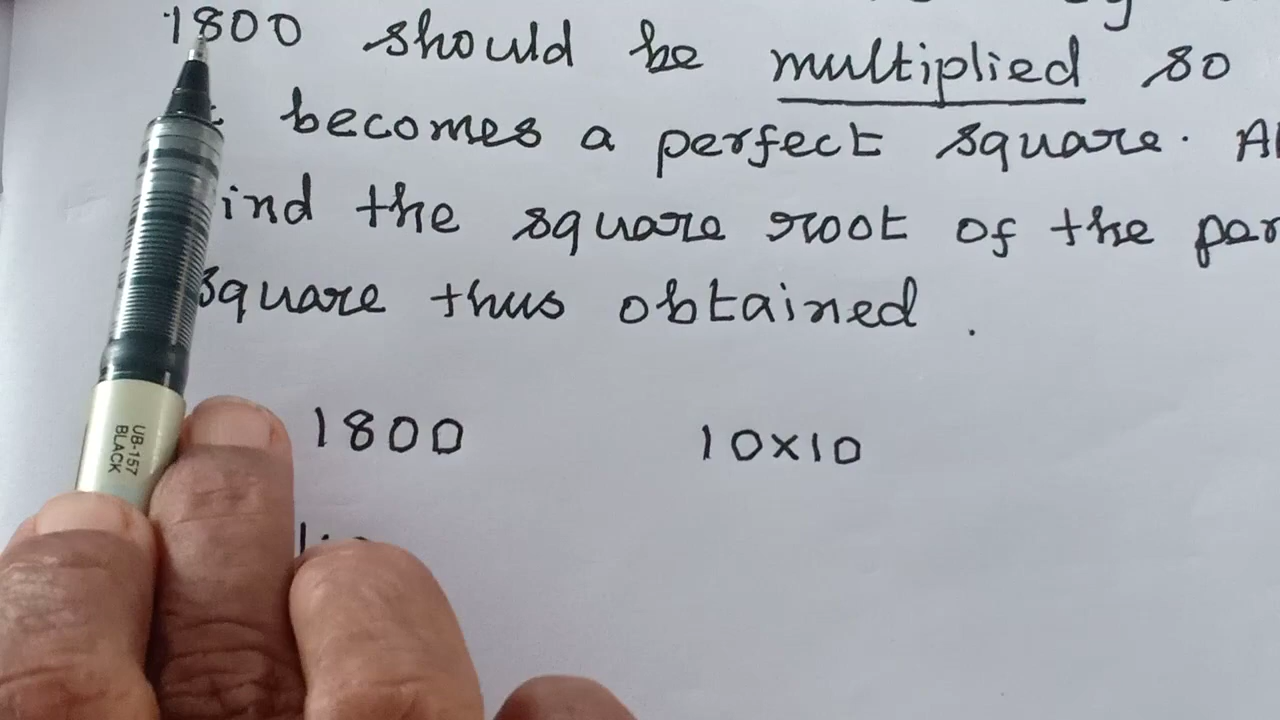 1800 should be multiplied so
becomes a perfect square.
ind the square root of the per
square thus obtained.
1800 10×10
UB-157
BLACK